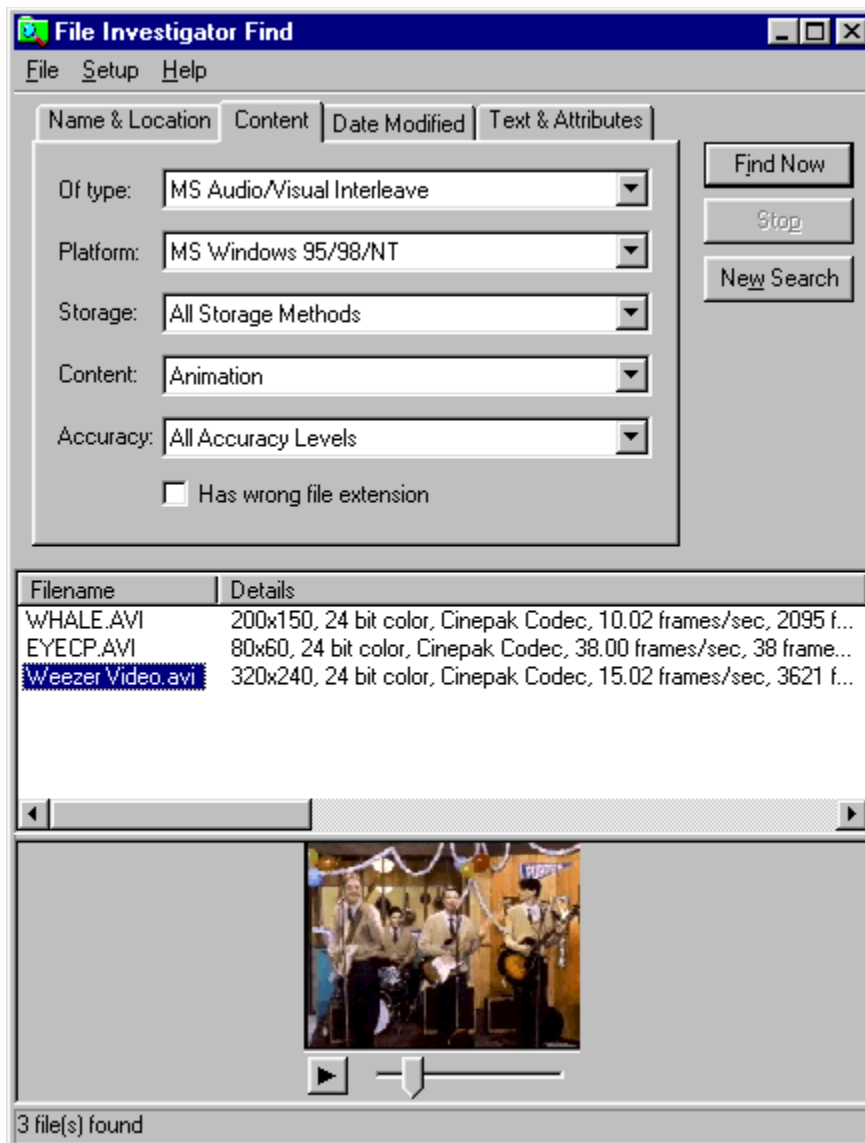 File Investigator Find
File Setup Help
Name & Location Content Date Modified Text & Attributes
Find Now
Of type: MS Audio/Visual Interleave
Stop
Platform: MS Windows 95/98/NT
New Search
Storage: All Storage Methods
Content: Animation
Accuracy: All Accuracy Levels
Has wrong file extension
Filename Details
WHALE.AVI 200x150, 24 bit color, Cinepak Codec, 10.02 frames/sec, 2095 f...
EYECP.AVI 80x60, 24 bit color, Cinepak Codec, 38.00 frames/sec, 38 frame...
Weezer Video.avi 320x240, 24 bit color, Cinepak Codec, 15.02 frames/sec, 3621 f...
3 file(s) found